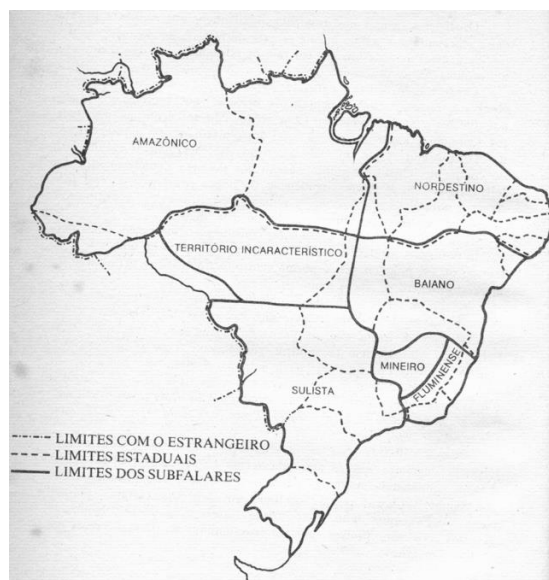 AMAZÔNICO
NORDESTINO
TERRITÓRIO INCARACTERÍSTICO
BAIANO
MINEIRO
FLUMINENSE
SULISTA
LIMITES COM O ESTRANGEIRO
LIMITES ESTADUAIS
LIMITES DOS SUBFALARES